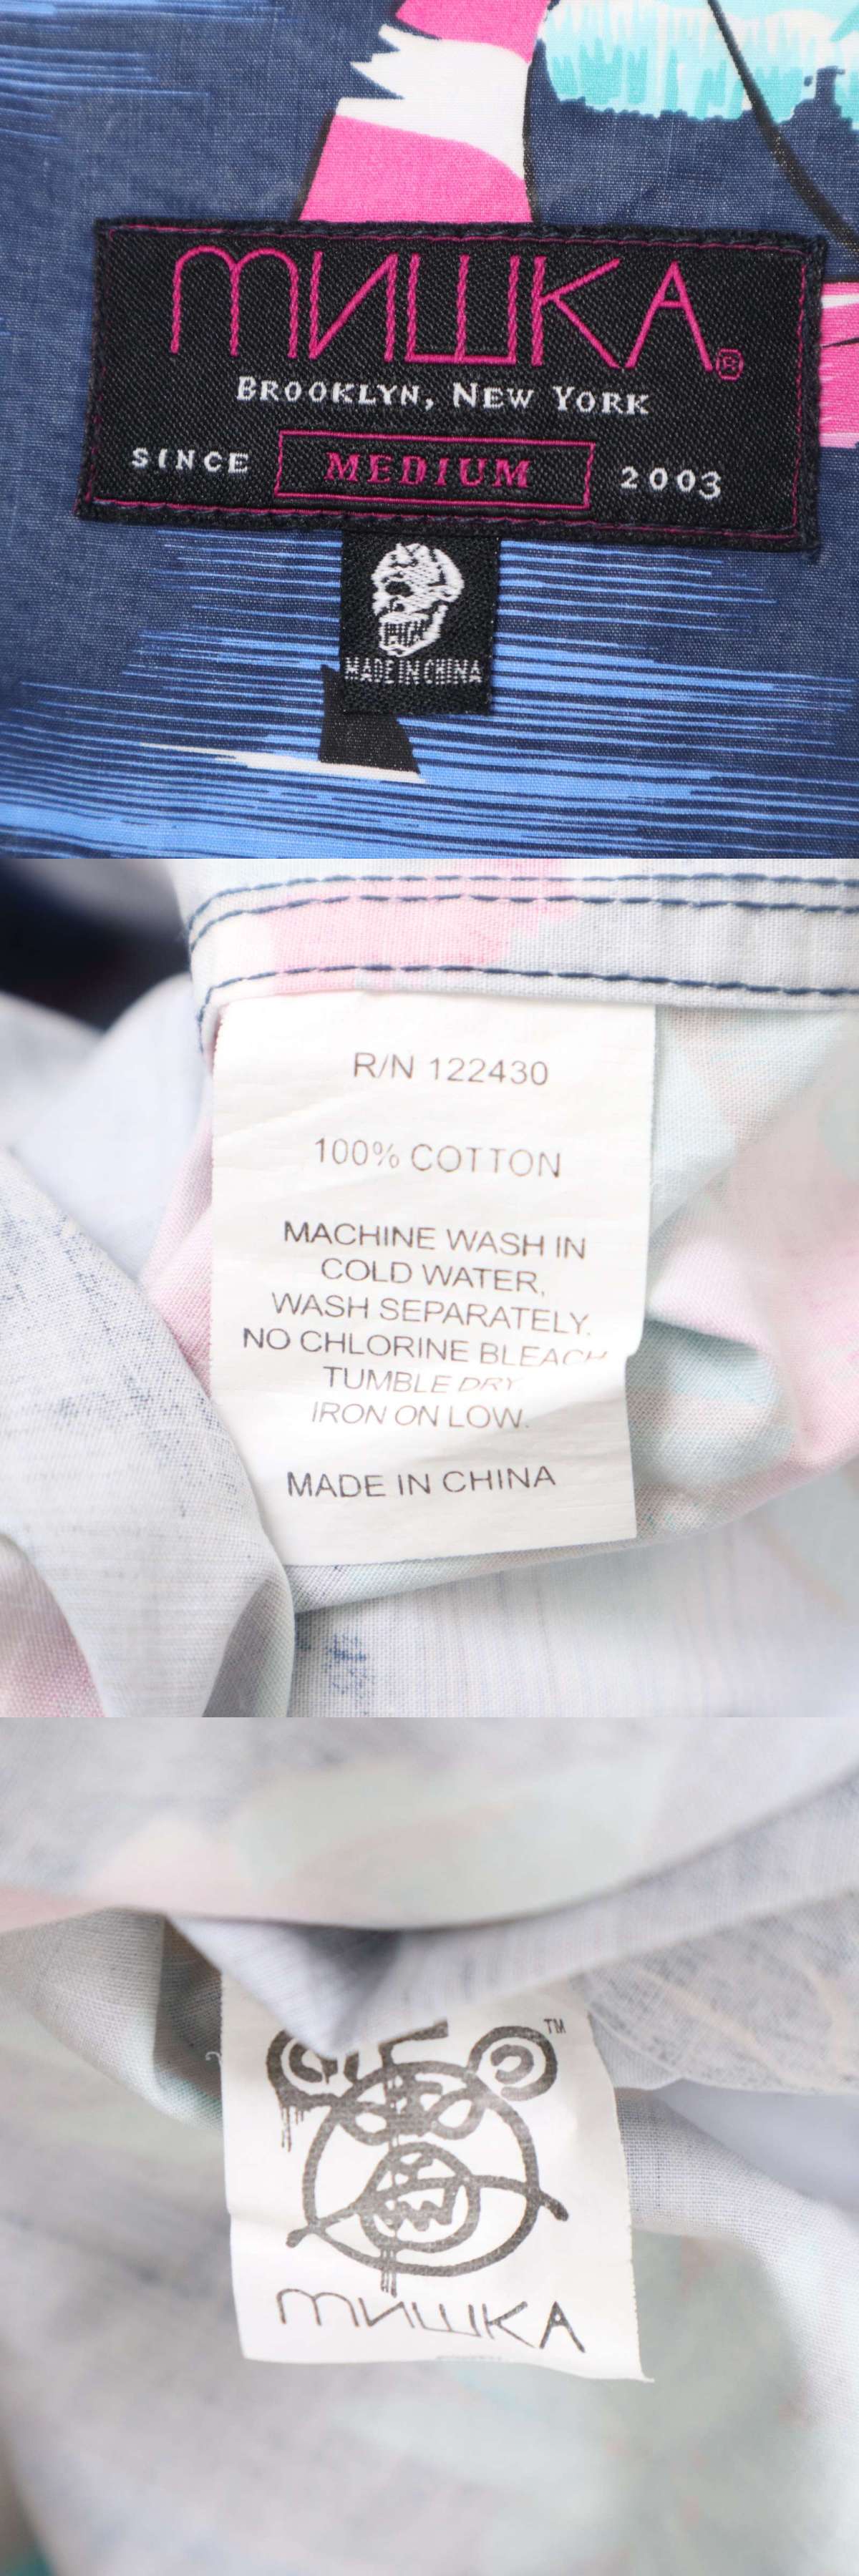 мишка®
BROOKLYN, NEW YORK
SINCE MEDIUM 2003
MADE IN CHINA
R/N 122430
100% COTTON
MACHINE WASH IN
COLD WATER,
WASH SEPARATELY.
NO CHLORINE BLEACH
TUMBLE DRY
IRON ON LOW.
MADE IN CHINA
TM
мишка